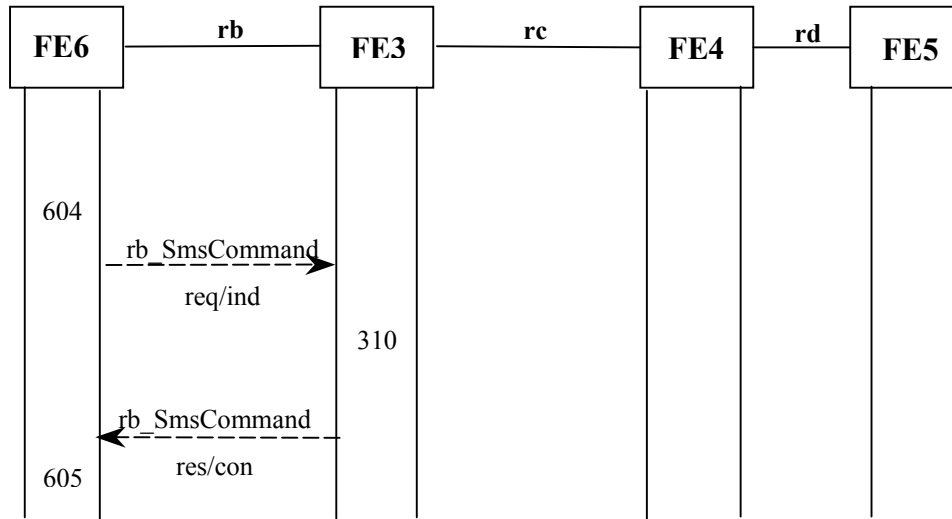 FE6 rb FE3 rc FE4 rd FE5
604
rb_SmsCommand
req/ind
310
rb_SmsCommand
res/con
605